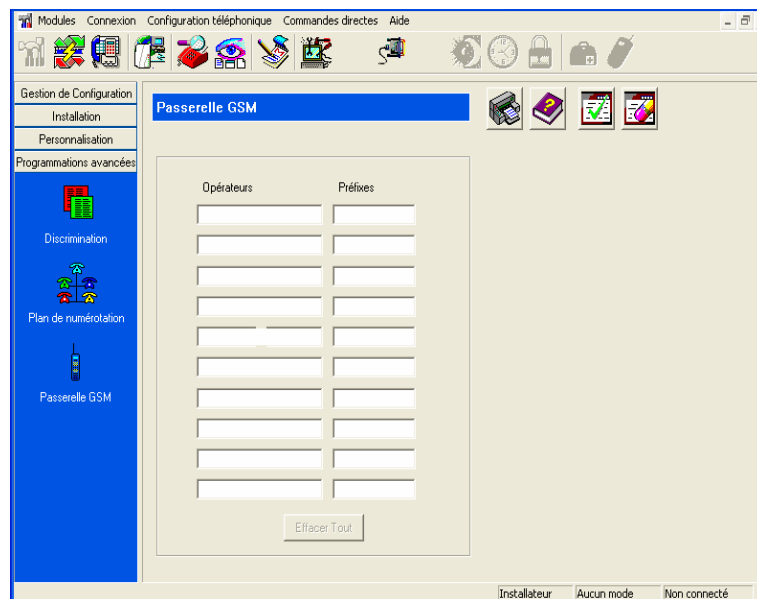 Modules Connexion Configuration téléphonique Commandes directes Aide
Gestion de Configuration
Installation
Personnalisation
Programmations avancées
Discrimination
Plan de numérotation
Passerelle GSM
Passerelle GSM
Opérateurs Préfixes
Effacer Tout
Installateur Aucun mode Non connecté